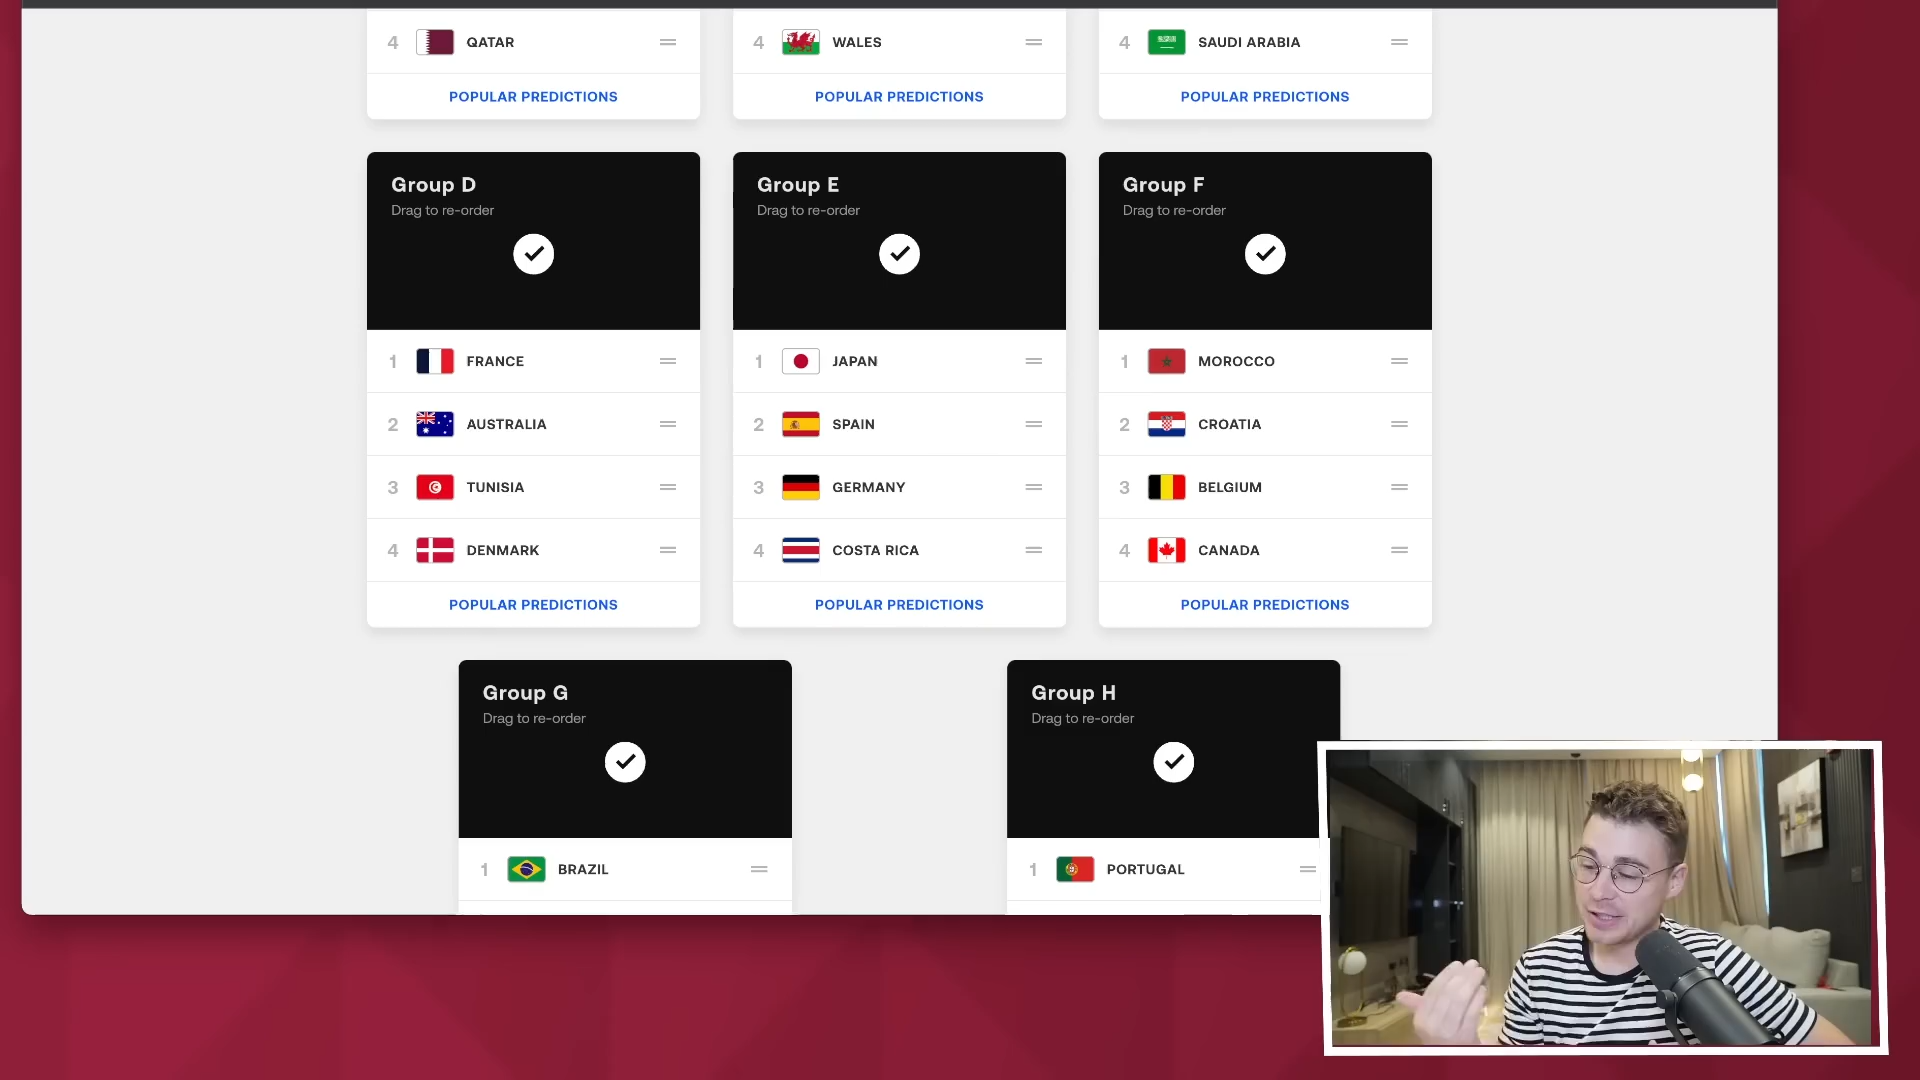 4 QATAR
POPULAR PREDICTIONS
4 WALES
POPULAR PREDICTIONS
4 SAUDI ARABIA
POPULAR PREDICTIONS
Group D
Drag to re-order
1 FRANCE
2 AUSTRALIA
3 TUNISIA
4 DENMARK
POPULAR PREDICTIONS
Group E
Drag to re-order
1 JAPAN
2 SPAIN
3 GERMANY
4 COSTA RICA
POPULAR PREDICTIONS
Group F
Drag to re-order
1 MOROCCO
2 CROATIA
3 BELGIUM
4 CANADA
POPULAR PREDICTIONS
Group G
Drag to re-order
1 BRAZIL
Group H
Drag to re-order
1 PORTUGAL